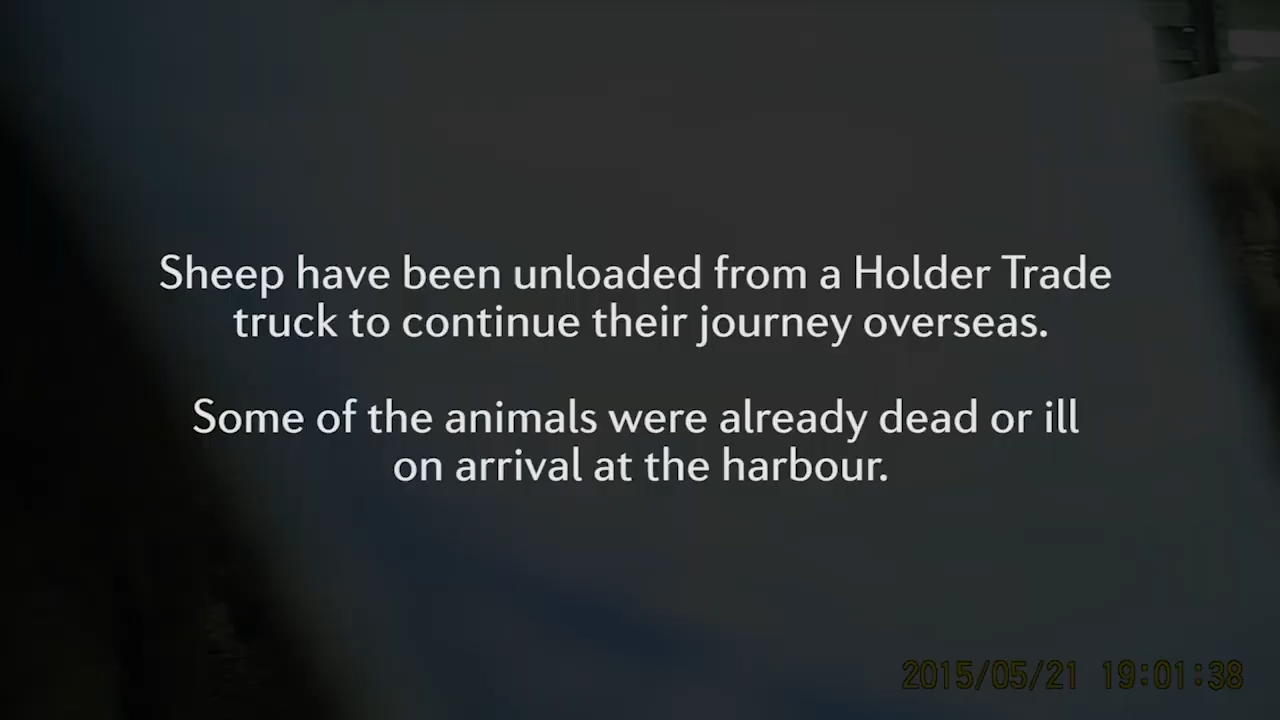 Sheep have been unloaded from a Holder Trade
truck to continue their journey overseas.
Some of the animals were already dead or ill
on arrival at the harbour.
2015/05/21 19:01:38